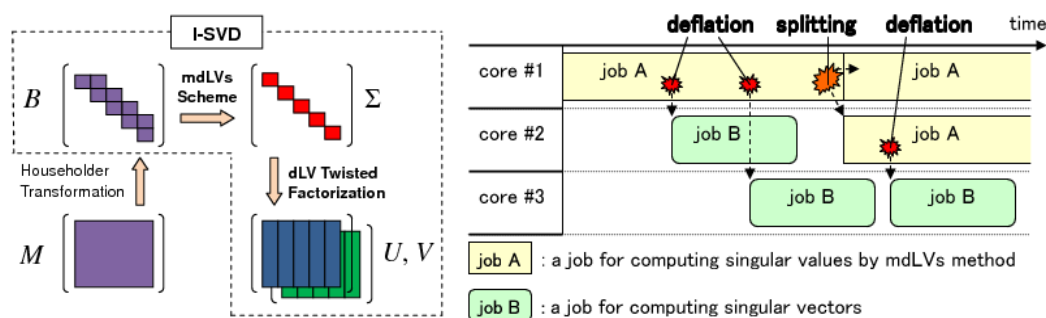 I-SVD
B
mdLVs
Scheme
Σ
Householder
Transformation
dLV Twisted
Factorization
M
U, V
deflation
splitting
deflation
time
core #1
job A
job A
core #2
job B
job A
core #3
job B
job B
job A : a job for computing singular values by mdLVs method
job B : a job for computing singular vectors